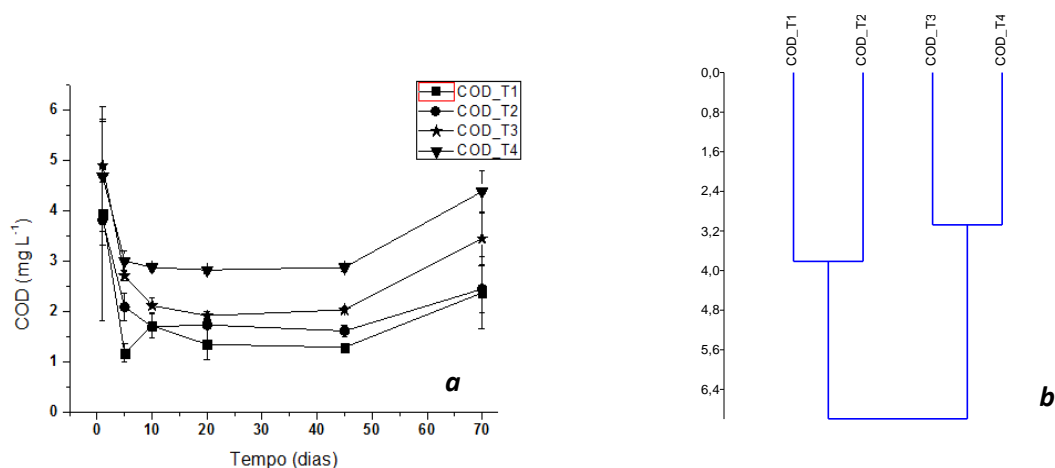 COD_T1
COD_T2
COD_T3
COD_T4
6
5
4
3
2
1
0
COD (mg L⁻¹)
0 10 20 30 40 50 60 70
Tempo (dias)
a
COD_T1 COD_T2 COD_T3 COD_T4
0,0
0,8
1,6
2,4
3,2
4,0
4,8
5,6
6,4
b